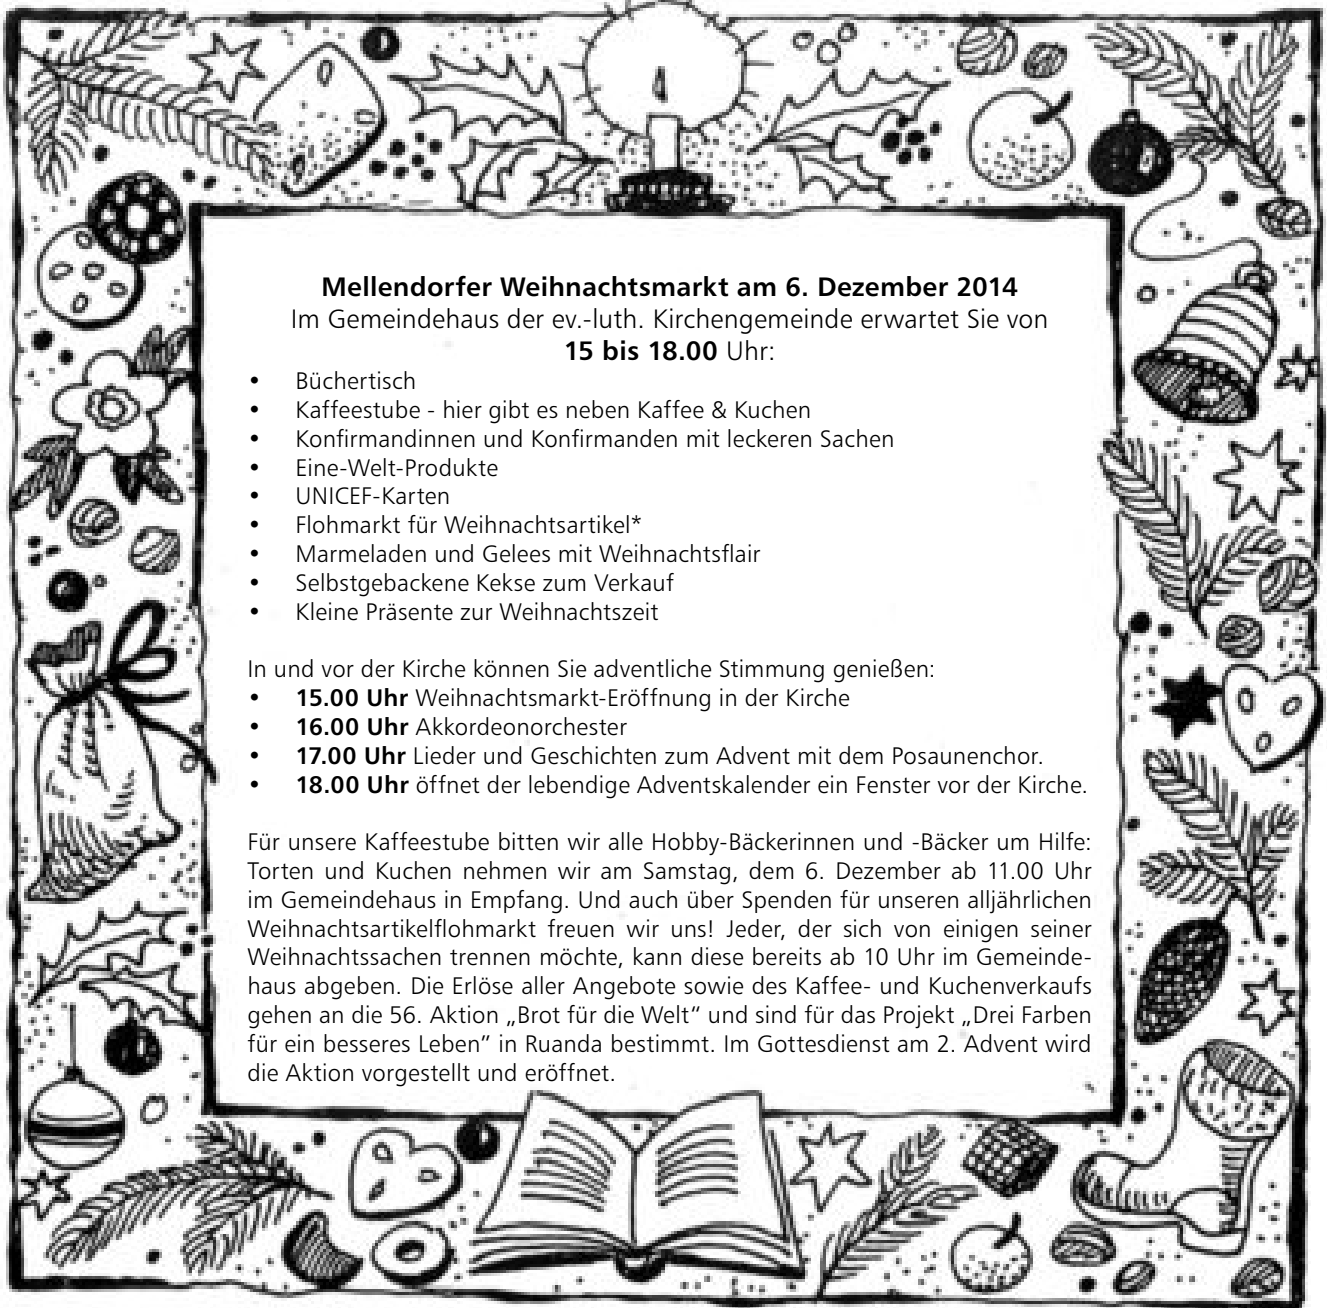 Mellendorfer Weihnachtsmarkt am 6. Dezember 2014
Im Gemeindehaus der ev.-luth. Kirchengemeinde erwartet Sie von
15 bis 18.00 Uhr:
• Büchertisch
• Kaffeestube - hier gibt es neben Kaffee & Kuchen
• Konfirmandinnen und Konfirmanden mit leckeren Sachen
• Eine-Welt-Produkte
• UNICEF-Karten
• Flohmarkt für Weihnachtsartikel*
• Marmeladen und Gelees mit Weihnachtsflair
• Selbstgebackene Kekse zum Verkauf
• Kleine Präsente zur Weihnachtszeit
In und vor der Kirche können Sie adventliche Stimmung genießen:
• 15.00 Uhr Weihnachtsmarkt-Eröffnung in der Kirche
• 16.00 Uhr Akkordeonorchester
• 17.00 Uhr Lieder und Geschichten zum Advent mit dem Posaunenchor.
• 18.00 Uhr öffnet der lebendige Adventskalender ein Fenster vor der Kirche.
Für unsere Kaffeestube bitten wir alle Hobby-Bäckerinnen und -Bäcker um Hilfe:
Torten und Kuchen nehmen wir am Samstag, dem 6. Dezember ab 11.00 Uhr
im Gemeindehaus in Empfang. Und auch über Spenden für unseren alljährlichen
Weihnachtsartikelflohmarkt freuen wir uns! Jeder, der sich von einigen seiner
Weihnachtssachen trennen möchte, kann diese bereits ab 10 Uhr im Gemeinde-
haus abgeben. Die Erlöse aller Angebote sowie des Kaffee- und Kuchenverkaufs
gehen an die 56. Aktion „Brot für die Welt“ und sind für das Projekt „Drei Farben
für ein besseres Leben“ in Ruanda bestimmt. Im Gottesdienst am 2. Advent wird
die Aktion vorgestellt und eröffnet.